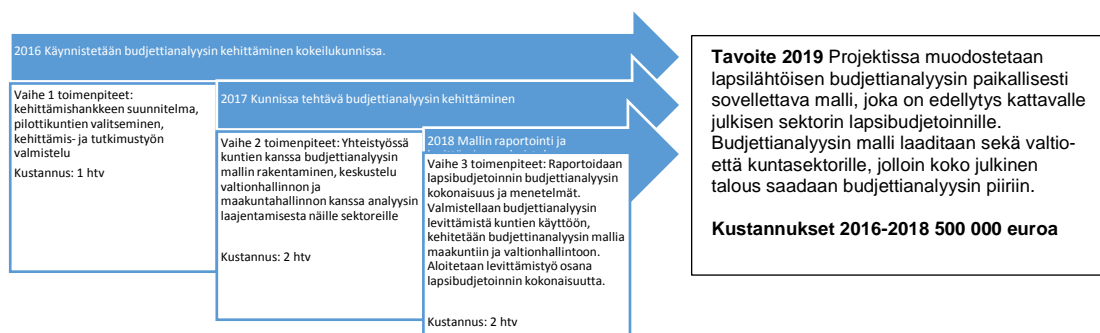 2016 Käynnistetään budjettianalyysin kehittäminen kokeilukunnissa.
Vaihe 1 toimenpiteet:
kehittämishankkeen suunnitelma,
pilottikuntien valitseminen,
kehittämis- ja tutkimustyön
valmistelu
Kustannus: 1 htv
2017 Kunnissa tehtävä budjettianalyysin kehittäminen
Vaihe 2 toimenpiteet: Yhteistyössä
kuntien kanssa budjettianalyysin
mallin rakentaminen, keskustelu
valtionhallinnon ja
maakuntahallinnon kanssa analyysin
laajentamisesta näille sektoreille
Kustannus: 2 htv
2018 Mallin raportointi ja
Vaihe 3 toimenpiteet: Raportoidaan
lapsibudjetoinnin budjettianalyysin
kokonaisuus ja menetelmät.
Valmistellaan budjettianalyysin
levittämistä kuntien käyttöön,
kehitetään budjettinanalyysin mallia
maakuntiin ja valtionhallintoon.
Aloitetaan levittämistyö osana
lapsibudjetoinnin kokonaisuutta.
Kustannus: 2 htv
Tavoite 2019 Projektissa muodostetaan
lapsilähtöisen budjettianalyysin paikallisesti
sovellettava malli, joka on edellytys kattavalle
julkisen sektorin lapsibudjetoinnille.
Budjettianalyysin malli laaditaan sekä valtio-
että kuntasektorille, jolloin koko julkinen
talous saadaan budjettianalyysin piiriin.
Kustannukset 2016-2018 500 000 euroa